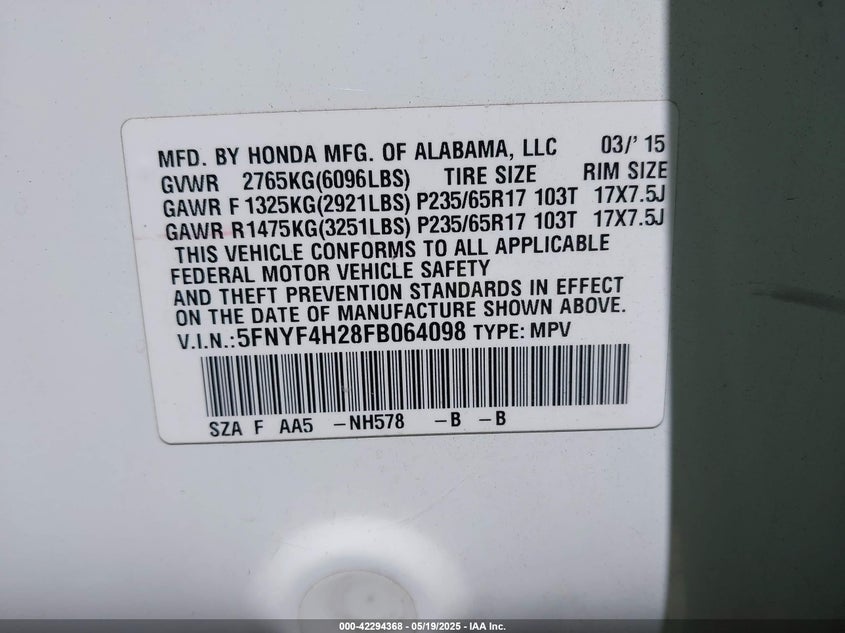 MFD. BY HONDA MFG. OF ALABAMA, LLC 03/' 15
GVWR 2765KG(6096LBS) TIRE SIZE RIM SIZE
GAWR F 1325KG(2921LBS) P235/65R17 103T 17X7.5J
GAWR R1475KG(3251LBS) P235/65R17 103T 17X7.5J
THIS VEHICLE CONFORMS TO ALL APPLICABLE
FEDERAL MOTOR VEHICLE SAFETY
AND THEFT PREVENTION STANDARDS IN EFFECT
ON THE DATE OF MANUFACTURE SHOWN ABOVE.
V.I.N.:5FNYF4H28FB064098 TYPE: MPV
SZA F AA5 –NH578 –B –B
000-42294368 - 05/19/2025 - IAA Inc.